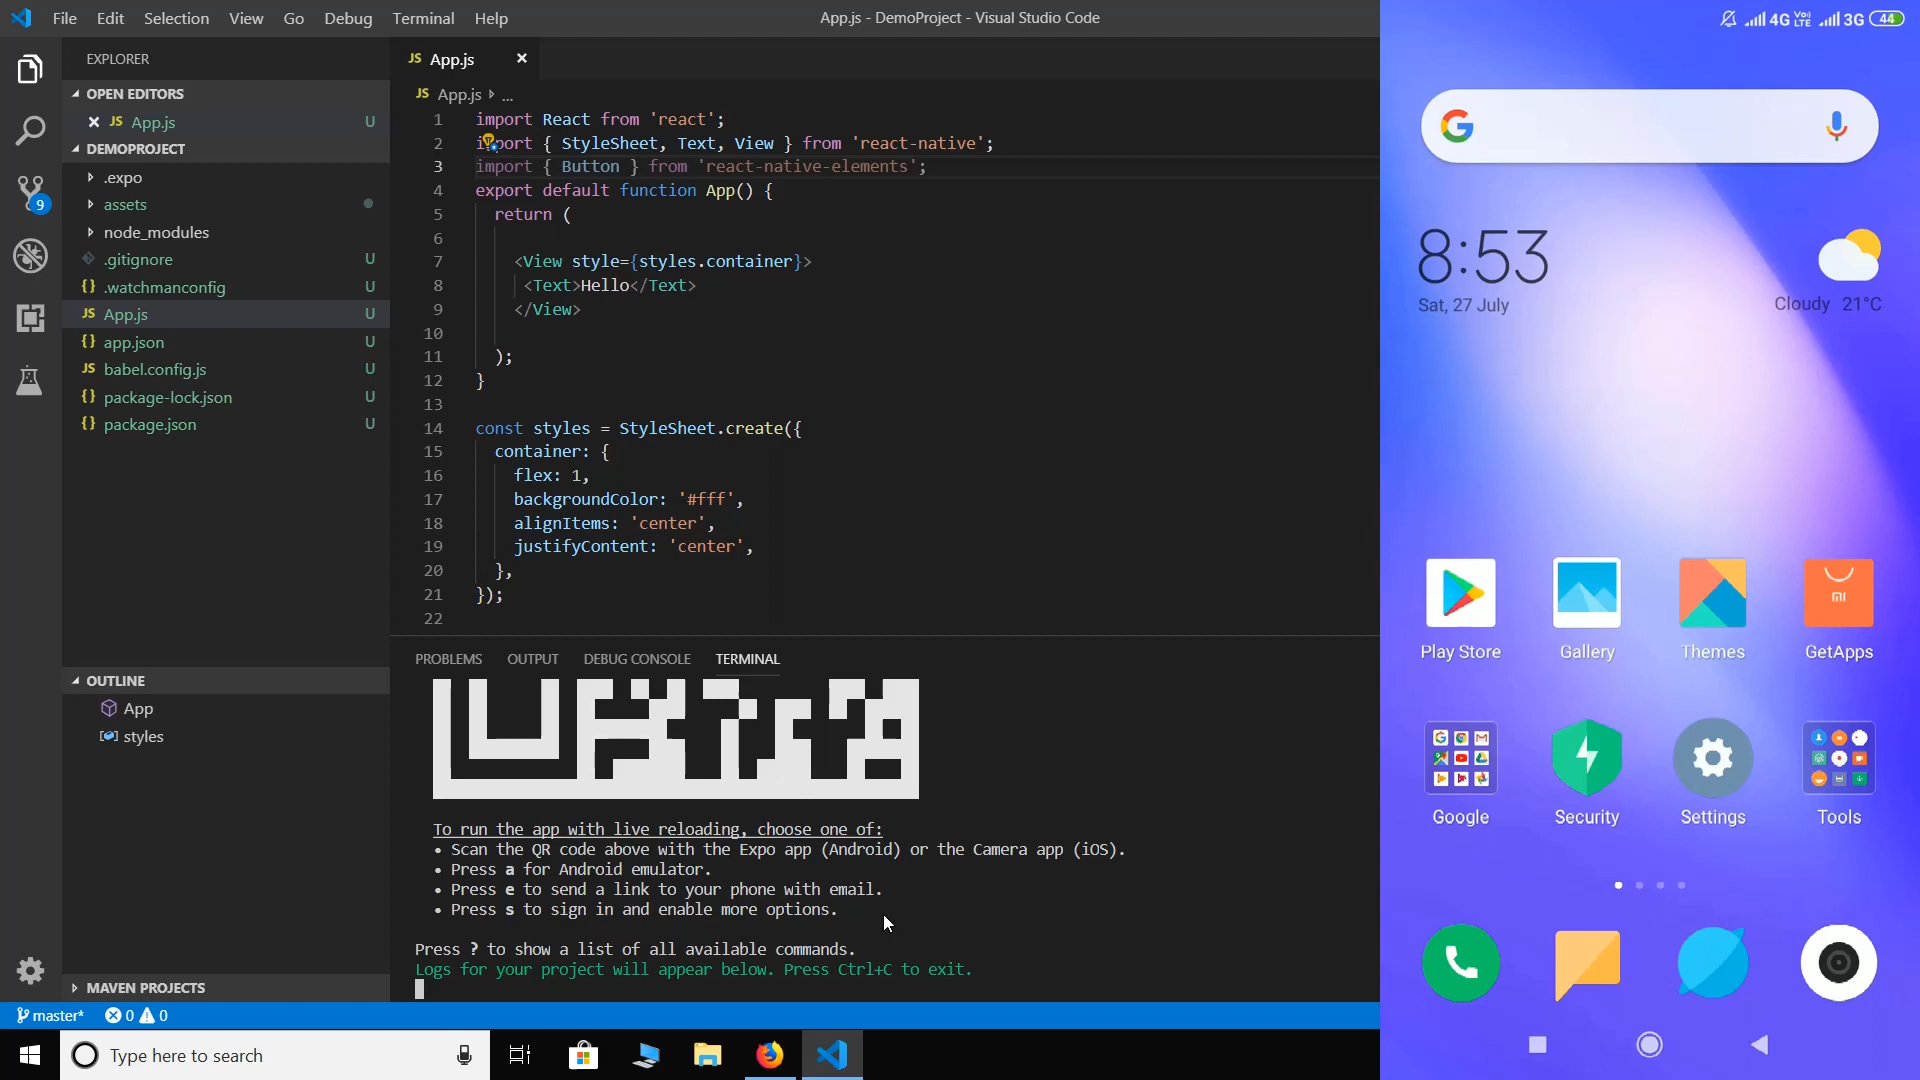 File Edit Selection View Go Debug Terminal Help
App.js - DemoProject - Visual Studio Code
EXPLORER
OPEN EDITORS
JS App.js U
DEMOPROJECT
.expo
assets
node_modules
.gitignore U
{} .watchmanconfig U
JS App.js U
{} app.json U
JS babel.config.js U
{} package-lock.json U
{} package.json U
9
OUTLINE
App
styles
MAVEN PROJECTS
JS App.js
JS App.js ...
1 import React from 'react';
2 import { StyleSheet, Text, View } from 'react-native';
3 import { Button } from 'react-native-elements';
4 export default function App() {
5 return (
6
7 <View style={styles.container}>
8 <Text>Hello</Text>
9 </View>
10
11 );
12 }
13
14 const styles = StyleSheet.create({
15 container: {
16 flex: 1,
17 backgroundColor: '#fff',
18 alignItems: 'center',
19 justifyContent: 'center',
20 },
21 });
22
PROBLEMS OUTPUT DEBUG CONSOLE TERMINAL
To run the app with live reloading, choose one of:
• Scan the QR code above with the Expo app (Android) or the Camera app (iOS).
• Press a for Android emulator.
• Press e to send a link to your phone with email.
• Press s to sign in and enable more options.
Press ? to show a list of all available commands.
Logs for your project will appear below. Press Ctrl+C to exit.
master* 0 0
Type here to search
4G VoLTE 3G 44
8:53
Sat, 27 July
Cloudy 21°C
Play Store Gallery Themes GetApps
Google Security Settings Tools